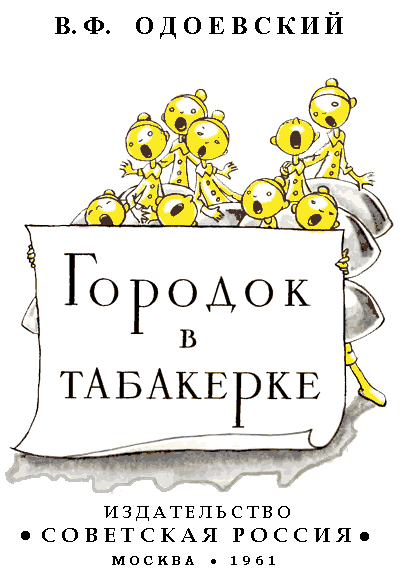 В. Ф. ОДОЕВСКИЙ
Городок
в
ТАБАКЕРКЕ
ИЗДАТЕЛЬСТВО
• СОВЕТСКАЯ РОССИЯ •
МОСКВА • 1961